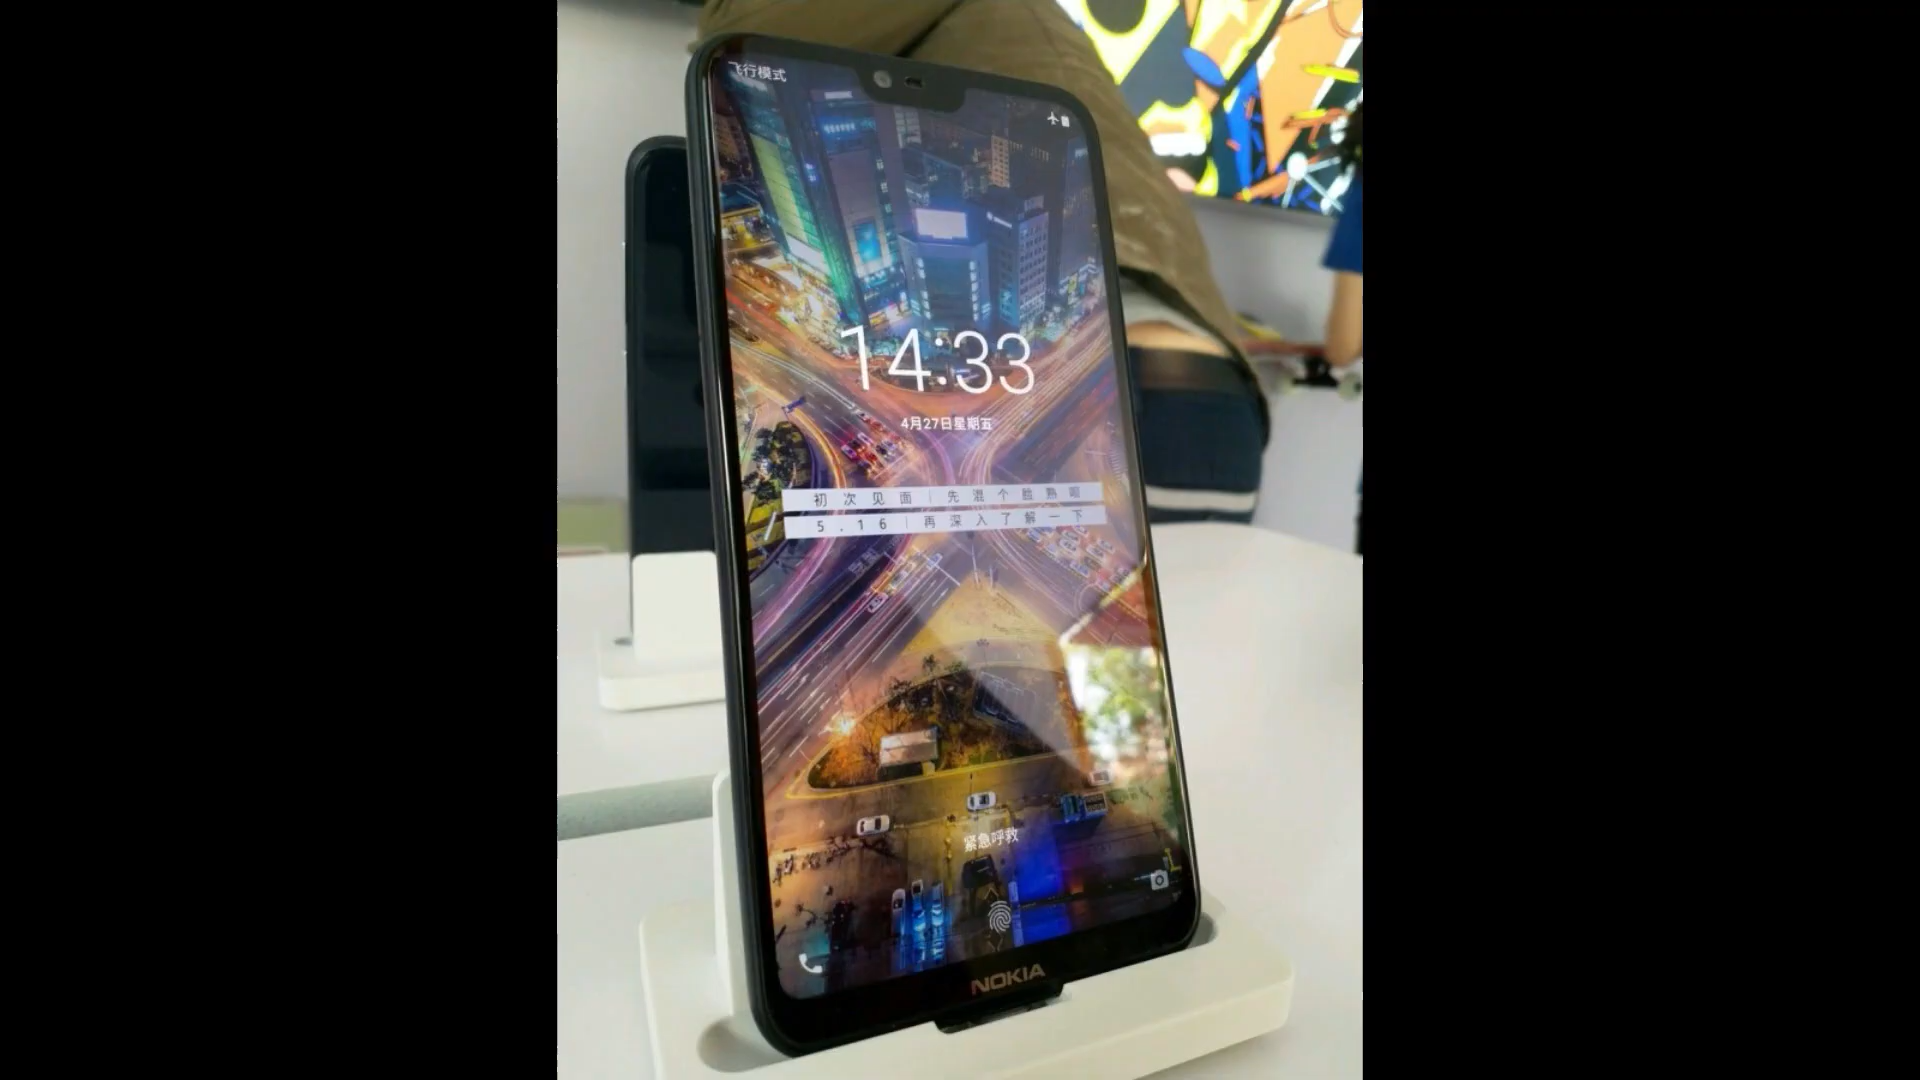 飞行模式
14:33
4月27日星期五
初次见面|先混个脸熟呗
5.16|再深入了解一下
紧急呼救
NOKIA